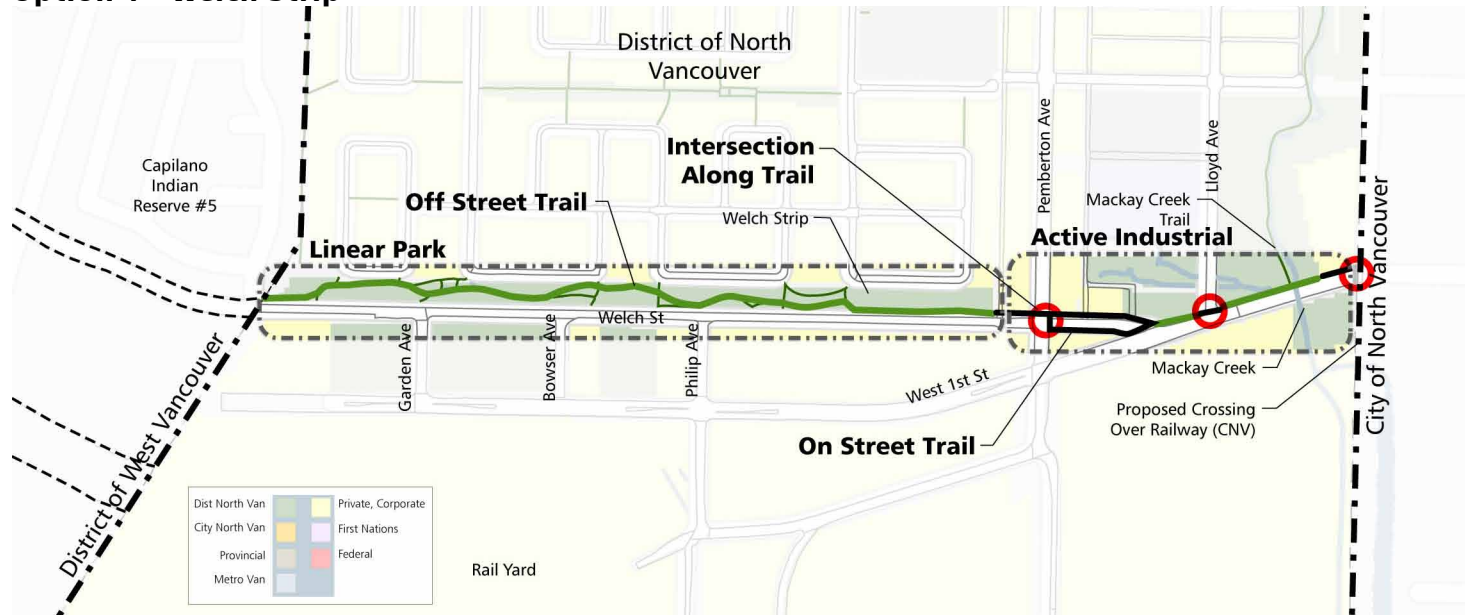 District of North
Vancouver
Capilano
Indian
Reserve #5
Intersection
Along Trail
Off Street Trail
Welch Strip
Linear Park
Pemberton Ave
Lloyd Ave
Mackay Creek
Trail
Active Industrial
Welch St
Garden Ave
Bowser Ave
Philip Ave
West 1st St
On Street Trail
Mackay Creek
Proposed Crossing
Over Railway (CNV)
City of North Vancouver
District of West Vancouver
Dist North Van
Private, Corporate
City North Van
First Nations
Provincial
Federal
Metro Van
Rail Yard